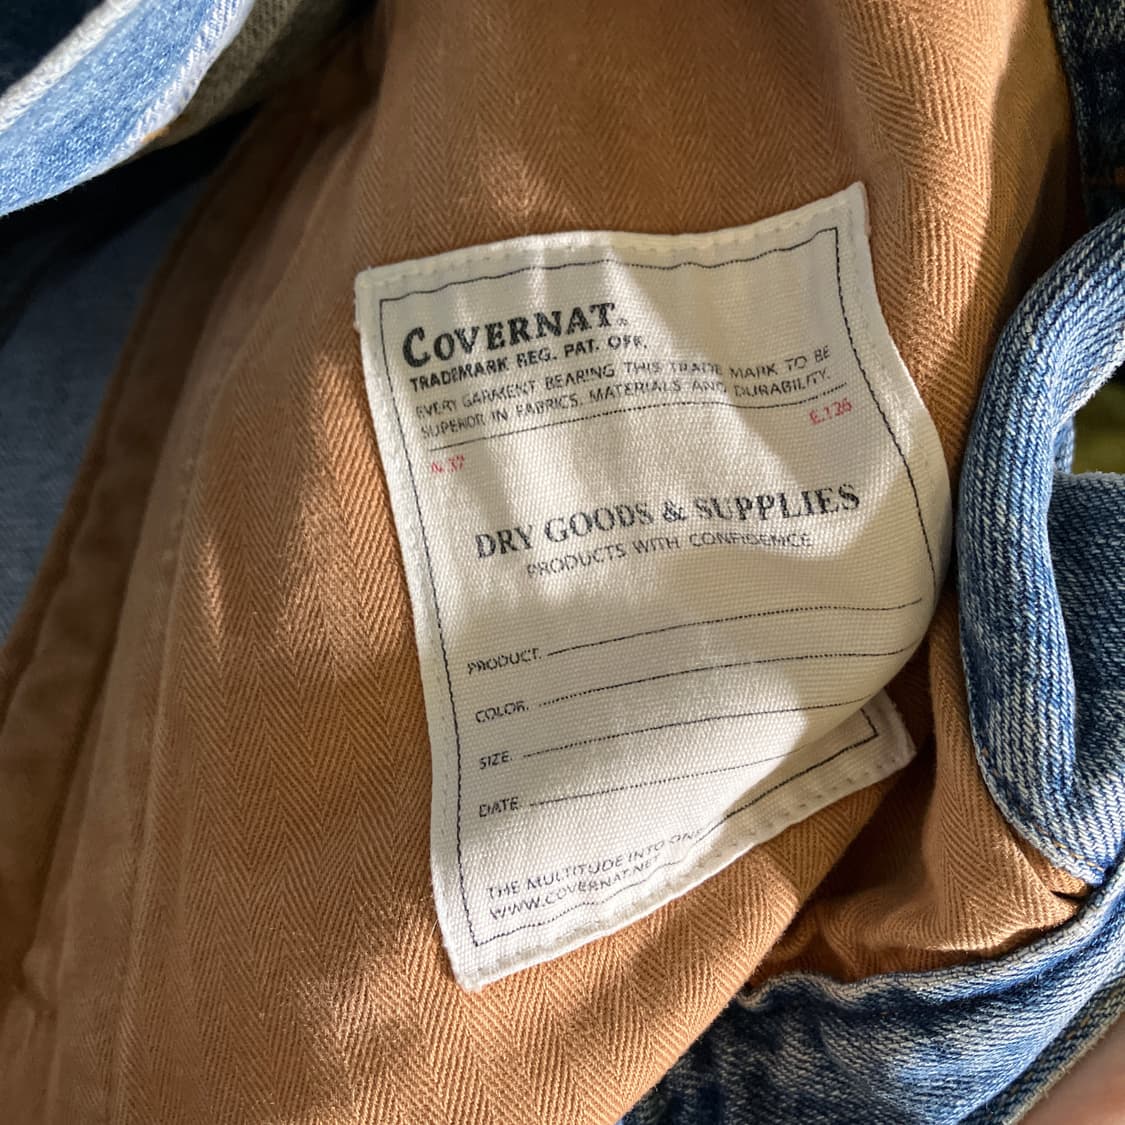 COVERNAT.
TRADEMARK REG. PAT. OFF.
EVERY GARMENT BEARING THIS TRADE MARK TO BE
SUPERIOR IN FABRICS, MATERIALS AND DURABILITY.
N.37 E.126
DRY GOODS & SUPPLIES
PRODUCTS WITH CONFIDENCE
PRODUCT.
COLOR.
SIZE.
DATE.
THE MULTITUDE INTO ONE
WWW.COVERNAT.NET